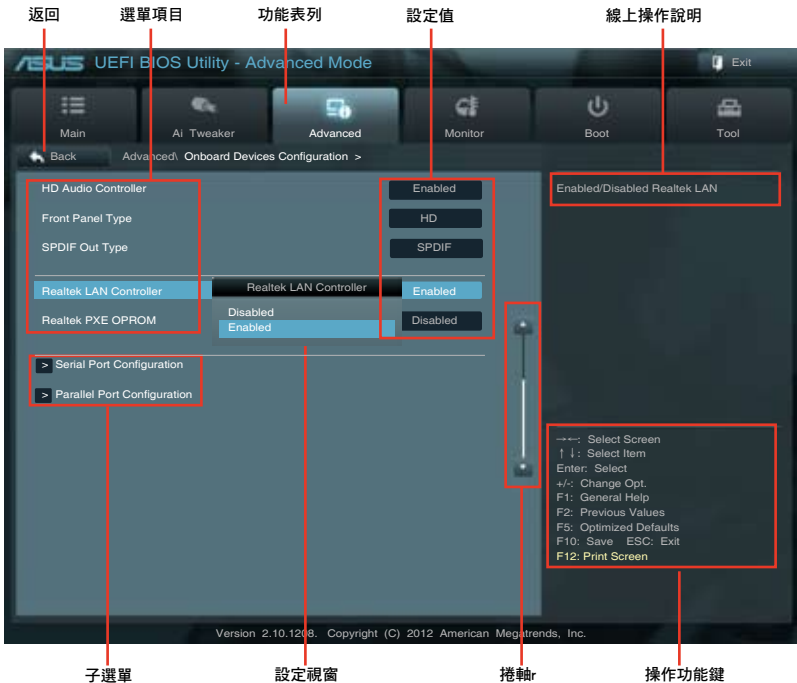 返回 選單項目 功能表列 設定值 線上操作說明
ASUS UEFI BIOS Utility - Advanced Mode Exit
Main Ai Tweaker Advanced Monitor Boot Tool
Back Advanced\ Onboard Devices Configuration >
HD Audio Controller Enabled Enabled/Disabled Realtek LAN
Front Panel Type HD
SPDIF Out Type SPDIF
Realtek LAN Controller Realtek LAN Controller Enabled
Disabled
Realtek PXE OPROM Enabled Disabled
> Serial Port Configuration
> Parallel Port Configuration
→←: Select Screen
↑↓: Select Item
Enter: Select
+/-: Change Opt.
F1: General Help
F2: Previous Values
F5: Optimized Defaults
F10: Save ESC: Exit
F12: Print Screen
Version 2.10.1208. Copyright (C) 2012 American Megatrends, Inc.
子選單 設定視窗 捲軸r 操作功能鍵